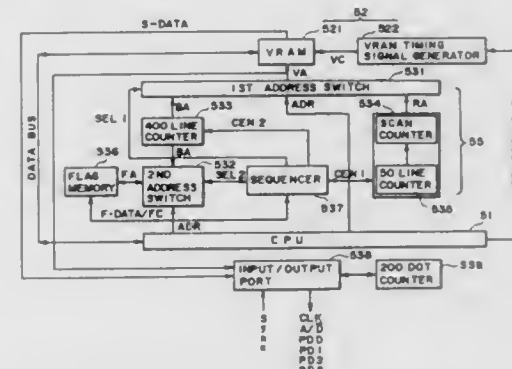 S-DATA
52
521
522
VRAM
VRAM TIMING
SIGNAL GENERATOR
VC
VA
531
1ST ADDRESS SWITCH
DATA BUS
SEL 1
BA
533
ADR
534
RA
400 LINE
COUNTER
CEN 2
SCAN
COUNTER
55
536
BA
532
FLAG
MEMORY
FA
2ND
ADDRESS
SWITCH
SEL 2
SEQUENCER
CEN 1
50 LINE
COUNTER
537
535
F-DATA/FC
ADR
51
CPU
538
INPUT/OUTPUT
PORT
200 DOT
COUNTER
539
CLK
A/D
PD0
PD1
PD2